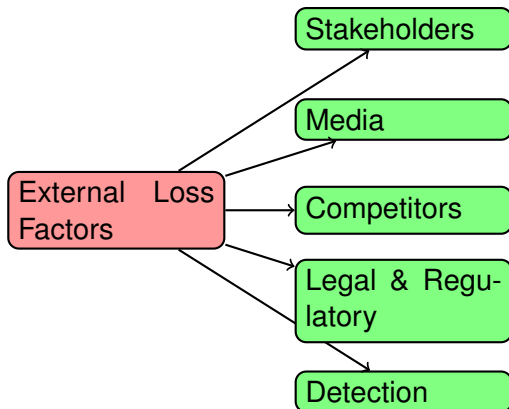 Stakeholders
Media
External Loss
Factors
Competitors
Legal & Regu-
latory
Detection